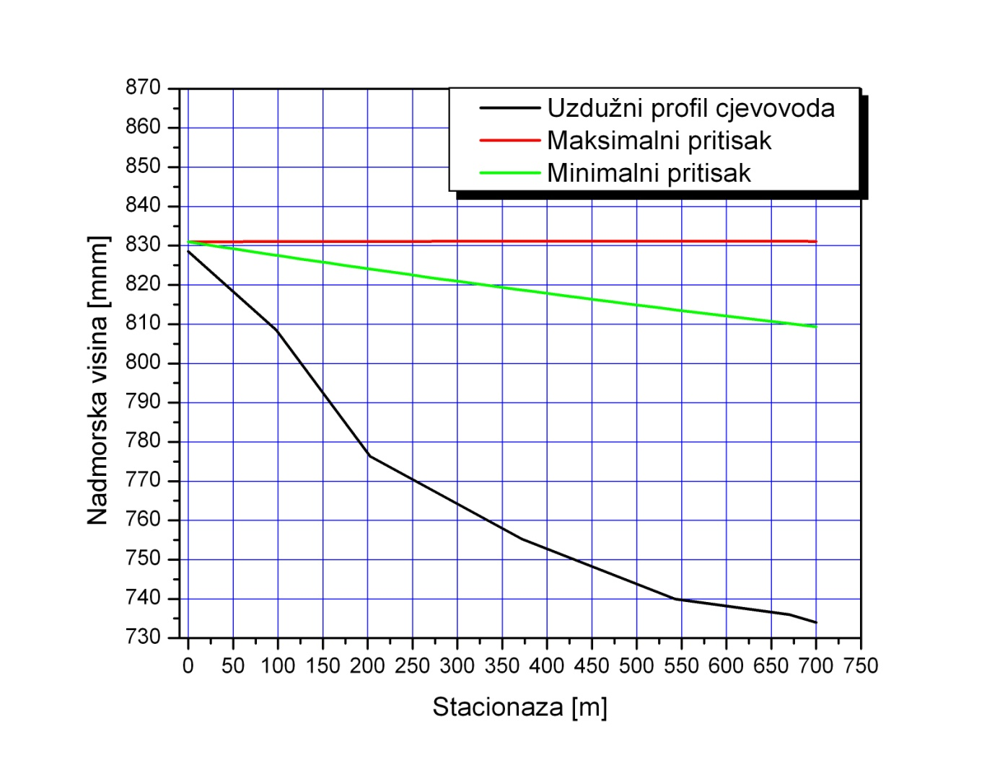 Uzdužni profil cjevovoda
Maksimalni pritisak
Minimalni pritisak
870
860
850
840
830
820
810
800
790
780
770
760
750
740
730
Nadmorska visina [mnm]
0 50 100 150 200 250 300 350 400 450 500 550 600 650 700 750
Stacionaza [m]